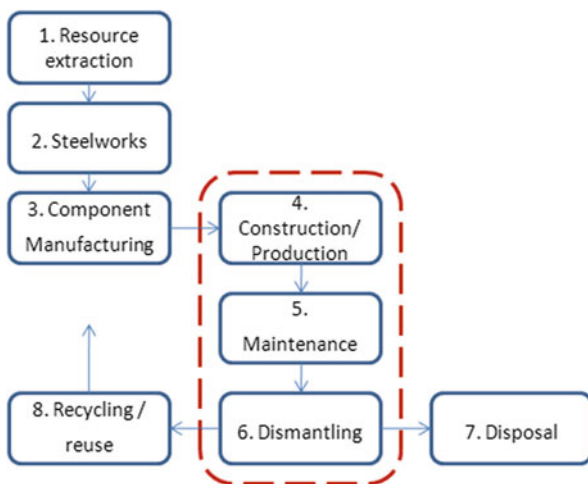 1. Resource
extraction
2. Steelworks
3. Component
Manufacturing
4.
Construction/
Production
5.
Maintenance
6. Dismantling
7. Disposal
8. Recycling /
reuse